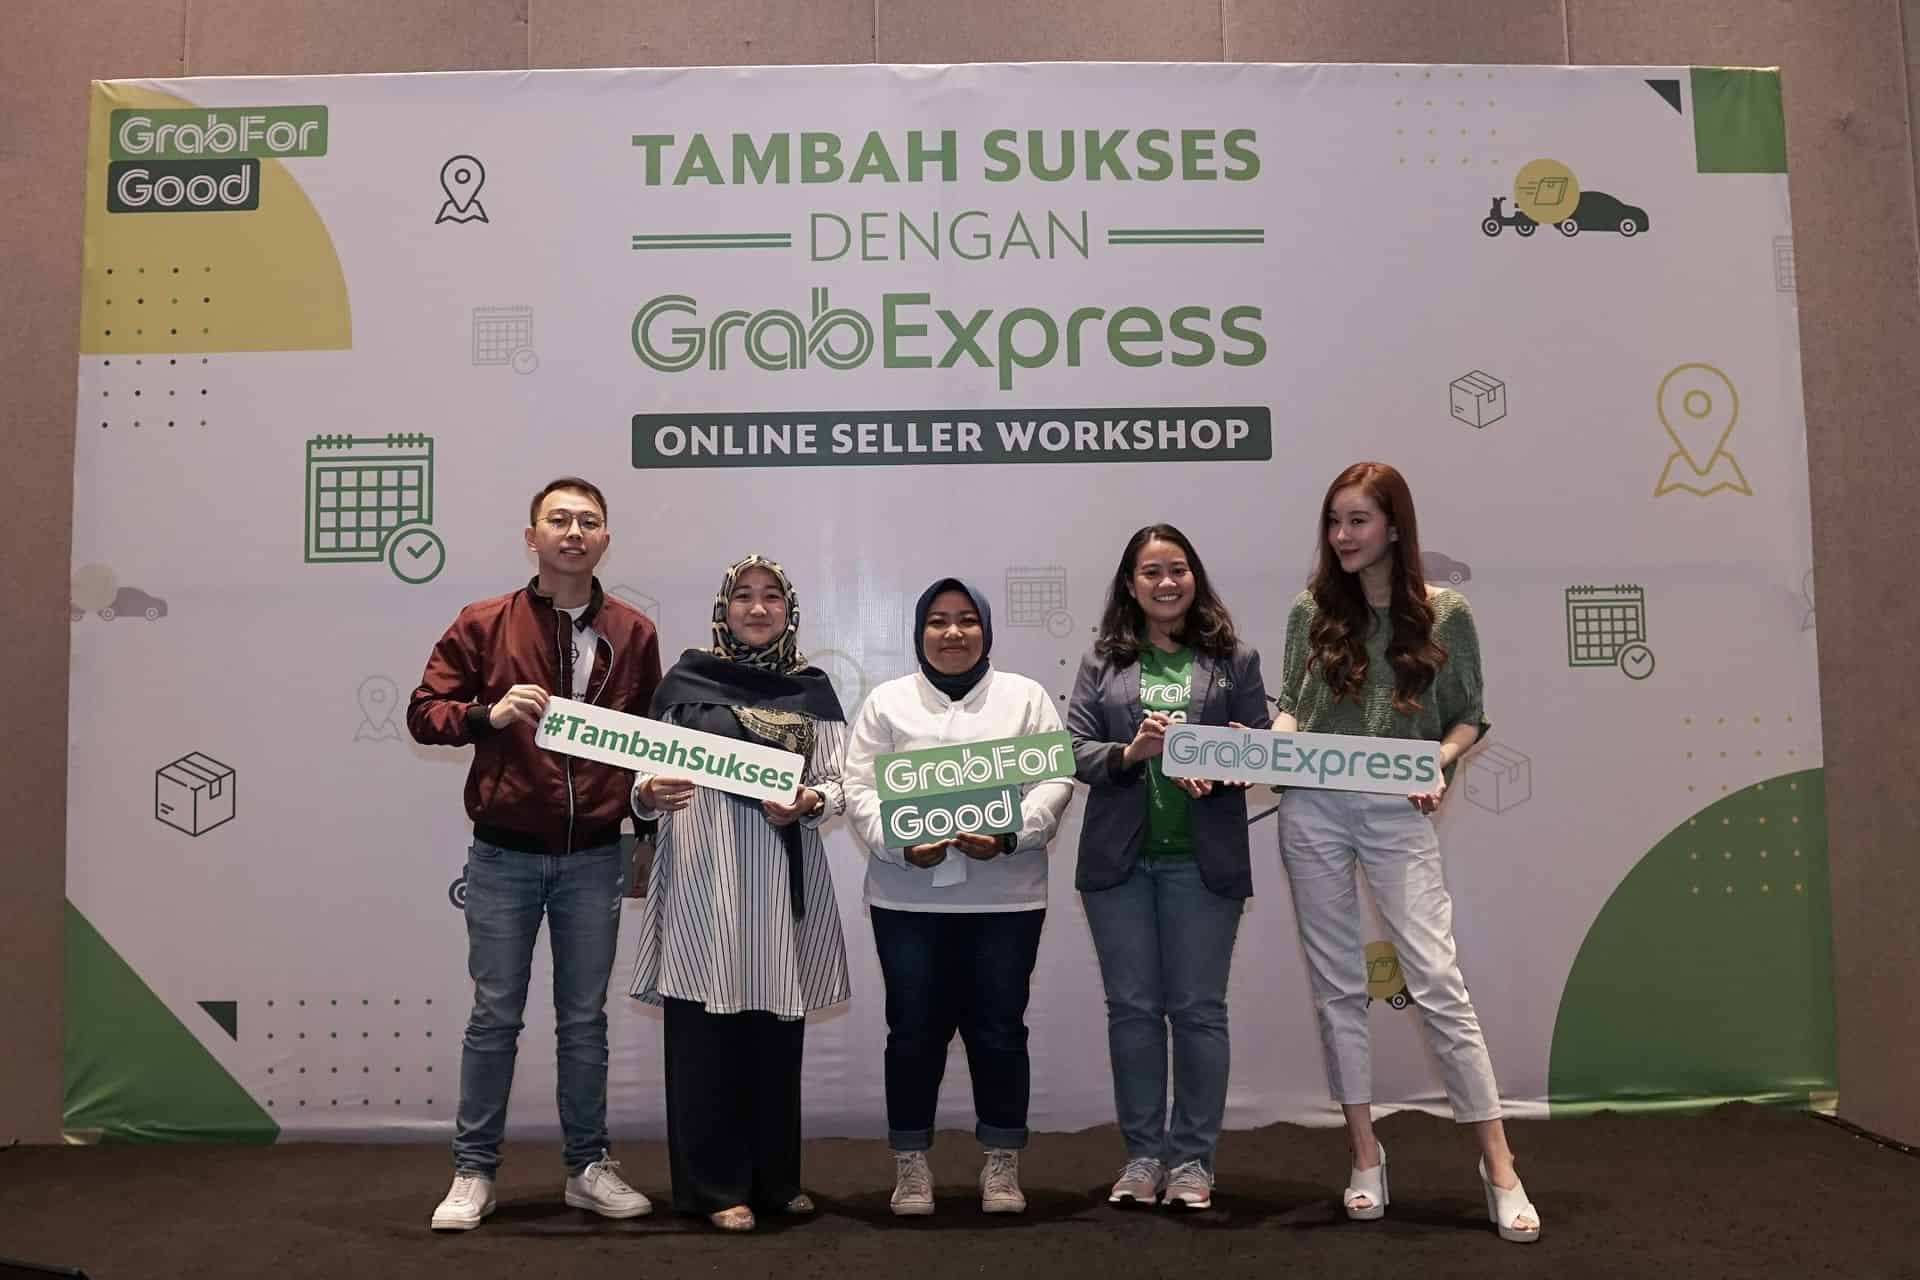 GrabFor
Good
TAMBAH SUKSES
DENGAN
GrabExpress
ONLINE SELLER WORKSHOP
#TambahSukses
GrabFor
Good
GrabExpress